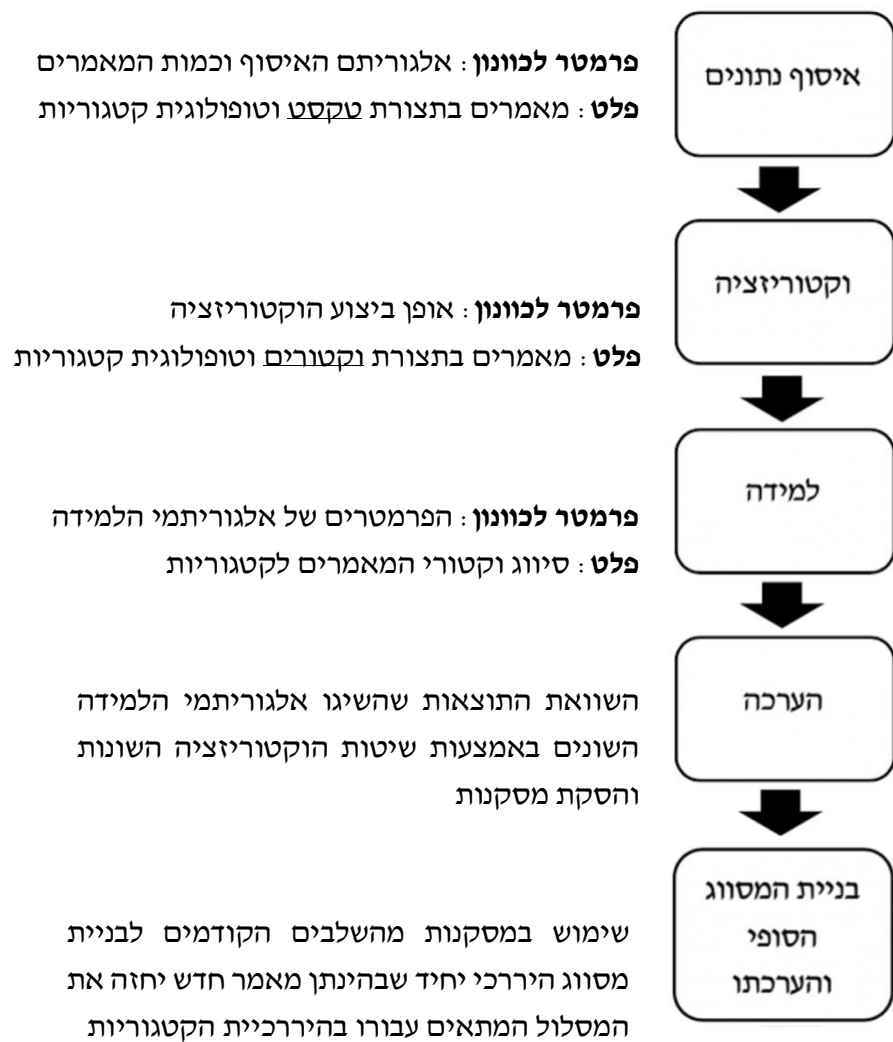 איסוף נתונים
פרמטר לכוונון: אלגוריתם האיסוף וכמות המאמרים
פלט: מאמרים בתצורת טקסט וטופולוגית קטגוריות
וקטוריזציה
פרמטר לכוונון: אופן ביצוע הוקטוריזציה
פלט: מאמרים בתצורת וקטורים וטופולוגית קטגוריות
למידה
פרמטר לכוונון: הפרמטרים של אלגוריתמי הלמידה
פלט: סיווג וקטורי המאמרים לקטגוריות
הערכה
השוואת התוצאות שהשיגו אלגוריתמי הלמידה
השונים באמצעות שיטות הוקטוריזציה השונות
והסקת מסקנות
בניית המסווג
הסופי
והערכתו
שימוש במסקנות מהשלבים הקודמים לבניית
מסווג היררכי יחיד שבהינתן מאמר חדש יחזה את
המסלול המתאים עבורו בהיררכיית הקטגוריות